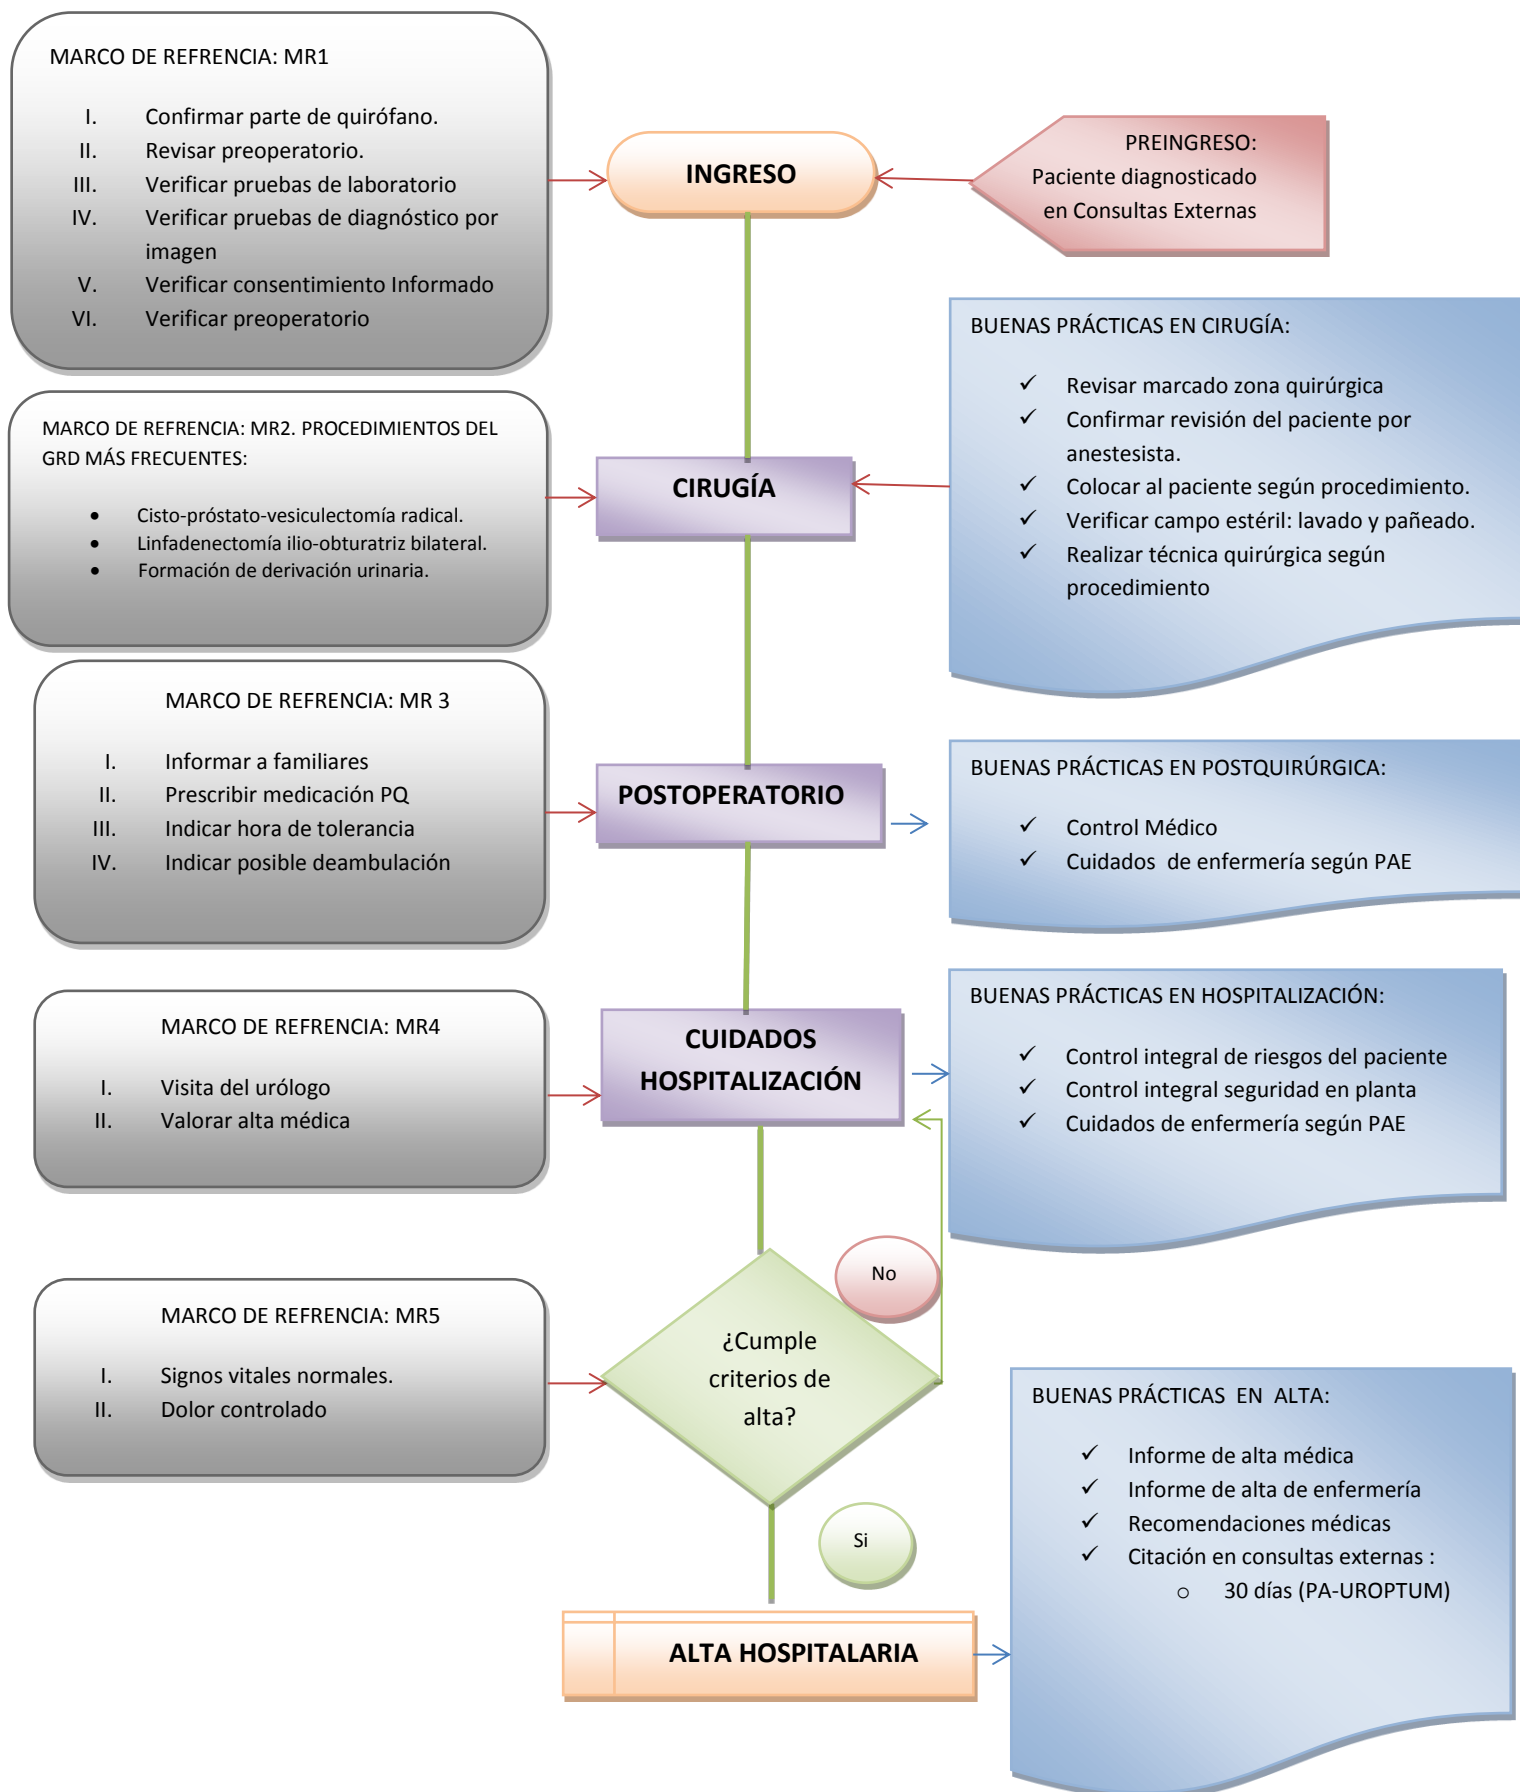 MARCO DE REFRENCIA: MR1
I. Confirmar parte de quirófano.
II. Revisar preoperatorio.
III. Verificar pruebas de laboratorio
IV. Verificar pruebas de diagnóstico por
imagen
V. Verificar consentimiento Informado
VI. Verificar preoperatorio
INGRESO
PREINGRESO:
Paciente diagnosticado
en Consultas Externas
MARCO DE REFRENCIA: MR2. PROCEDIMIENTOS DEL
GRD MÁS FRECUENTES:
• Cisto-próstato-vesiculectomía radical.
• Linfadenectomía ilio-obturatriz bilateral.
• Formación de derivación urinaria.
CIRUGÍA
BUENAS PRÁCTICAS EN CIRUGÍA:
✓ Revisar marcado zona quirúrgica
✓ Confirmar revisión del paciente por
anestesista.
✓ Colocar al paciente según procedimiento.
✓ Verificar campo estéril: lavado y pañeado.
✓ Realizar técnica quirúrgica según
procedimiento
MARCO DE REFRENCIA: MR 3
I. Informar a familiares
II. Prescribir medicación PQ
III. Indicar hora de tolerancia
IV. Indicar posible deambulación
POSTOPERATORIO
BUENAS PRÁCTICAS EN POSTQUIRÚRGICA:
✓ Control Médico
✓ Cuidados de enfermería según PAE
MARCO DE REFRENCIA: MR4
I. Visita del urólogo
II. Valorar alta médica
CUIDADOS
HOSPITALIZACIÓN
BUENAS PRÁCTICAS EN HOSPITALIZACIÓN:
✓ Control integral de riesgos del paciente
✓ Control integral seguridad en planta
✓ Cuidados de enfermería según PAE
MARCO DE REFRENCIA: MR5
I. Signos vitales normales.
II. Dolor controlado
¿Cumple
criterios de
alta?
No
Si
ALTA HOSPITALARIA
BUENAS PRÁCTICAS EN ALTA:
✓ Informe de alta médica
✓ Informe de alta de enfermería
✓ Recomendaciones médicas
✓ Citación en consultas externas :
o 30 días (PA-UROPTUM)